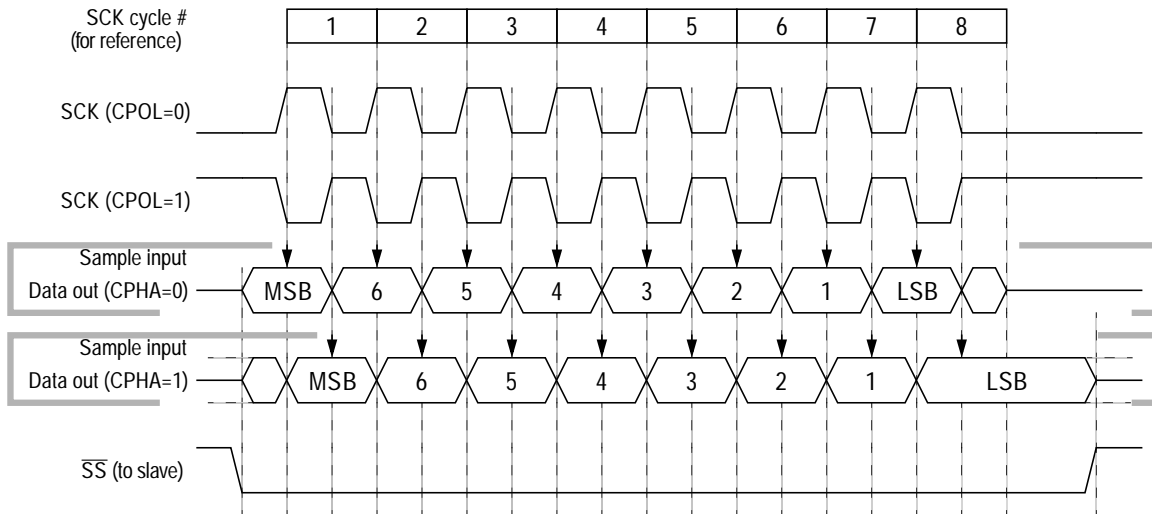 SCK cycle # 1 2 3 4 5 6 7 8
(for reference)
SCK (CPOL=0)
SCK (CPOL=1)
Sample input
Data out (CPHA=0) MSB 6 5 4 3 2 1 LSB
Sample input
Data out (CPHA=1) MSB 6 5 4 3 2 1 LSB
S̅S̅ (to slave)